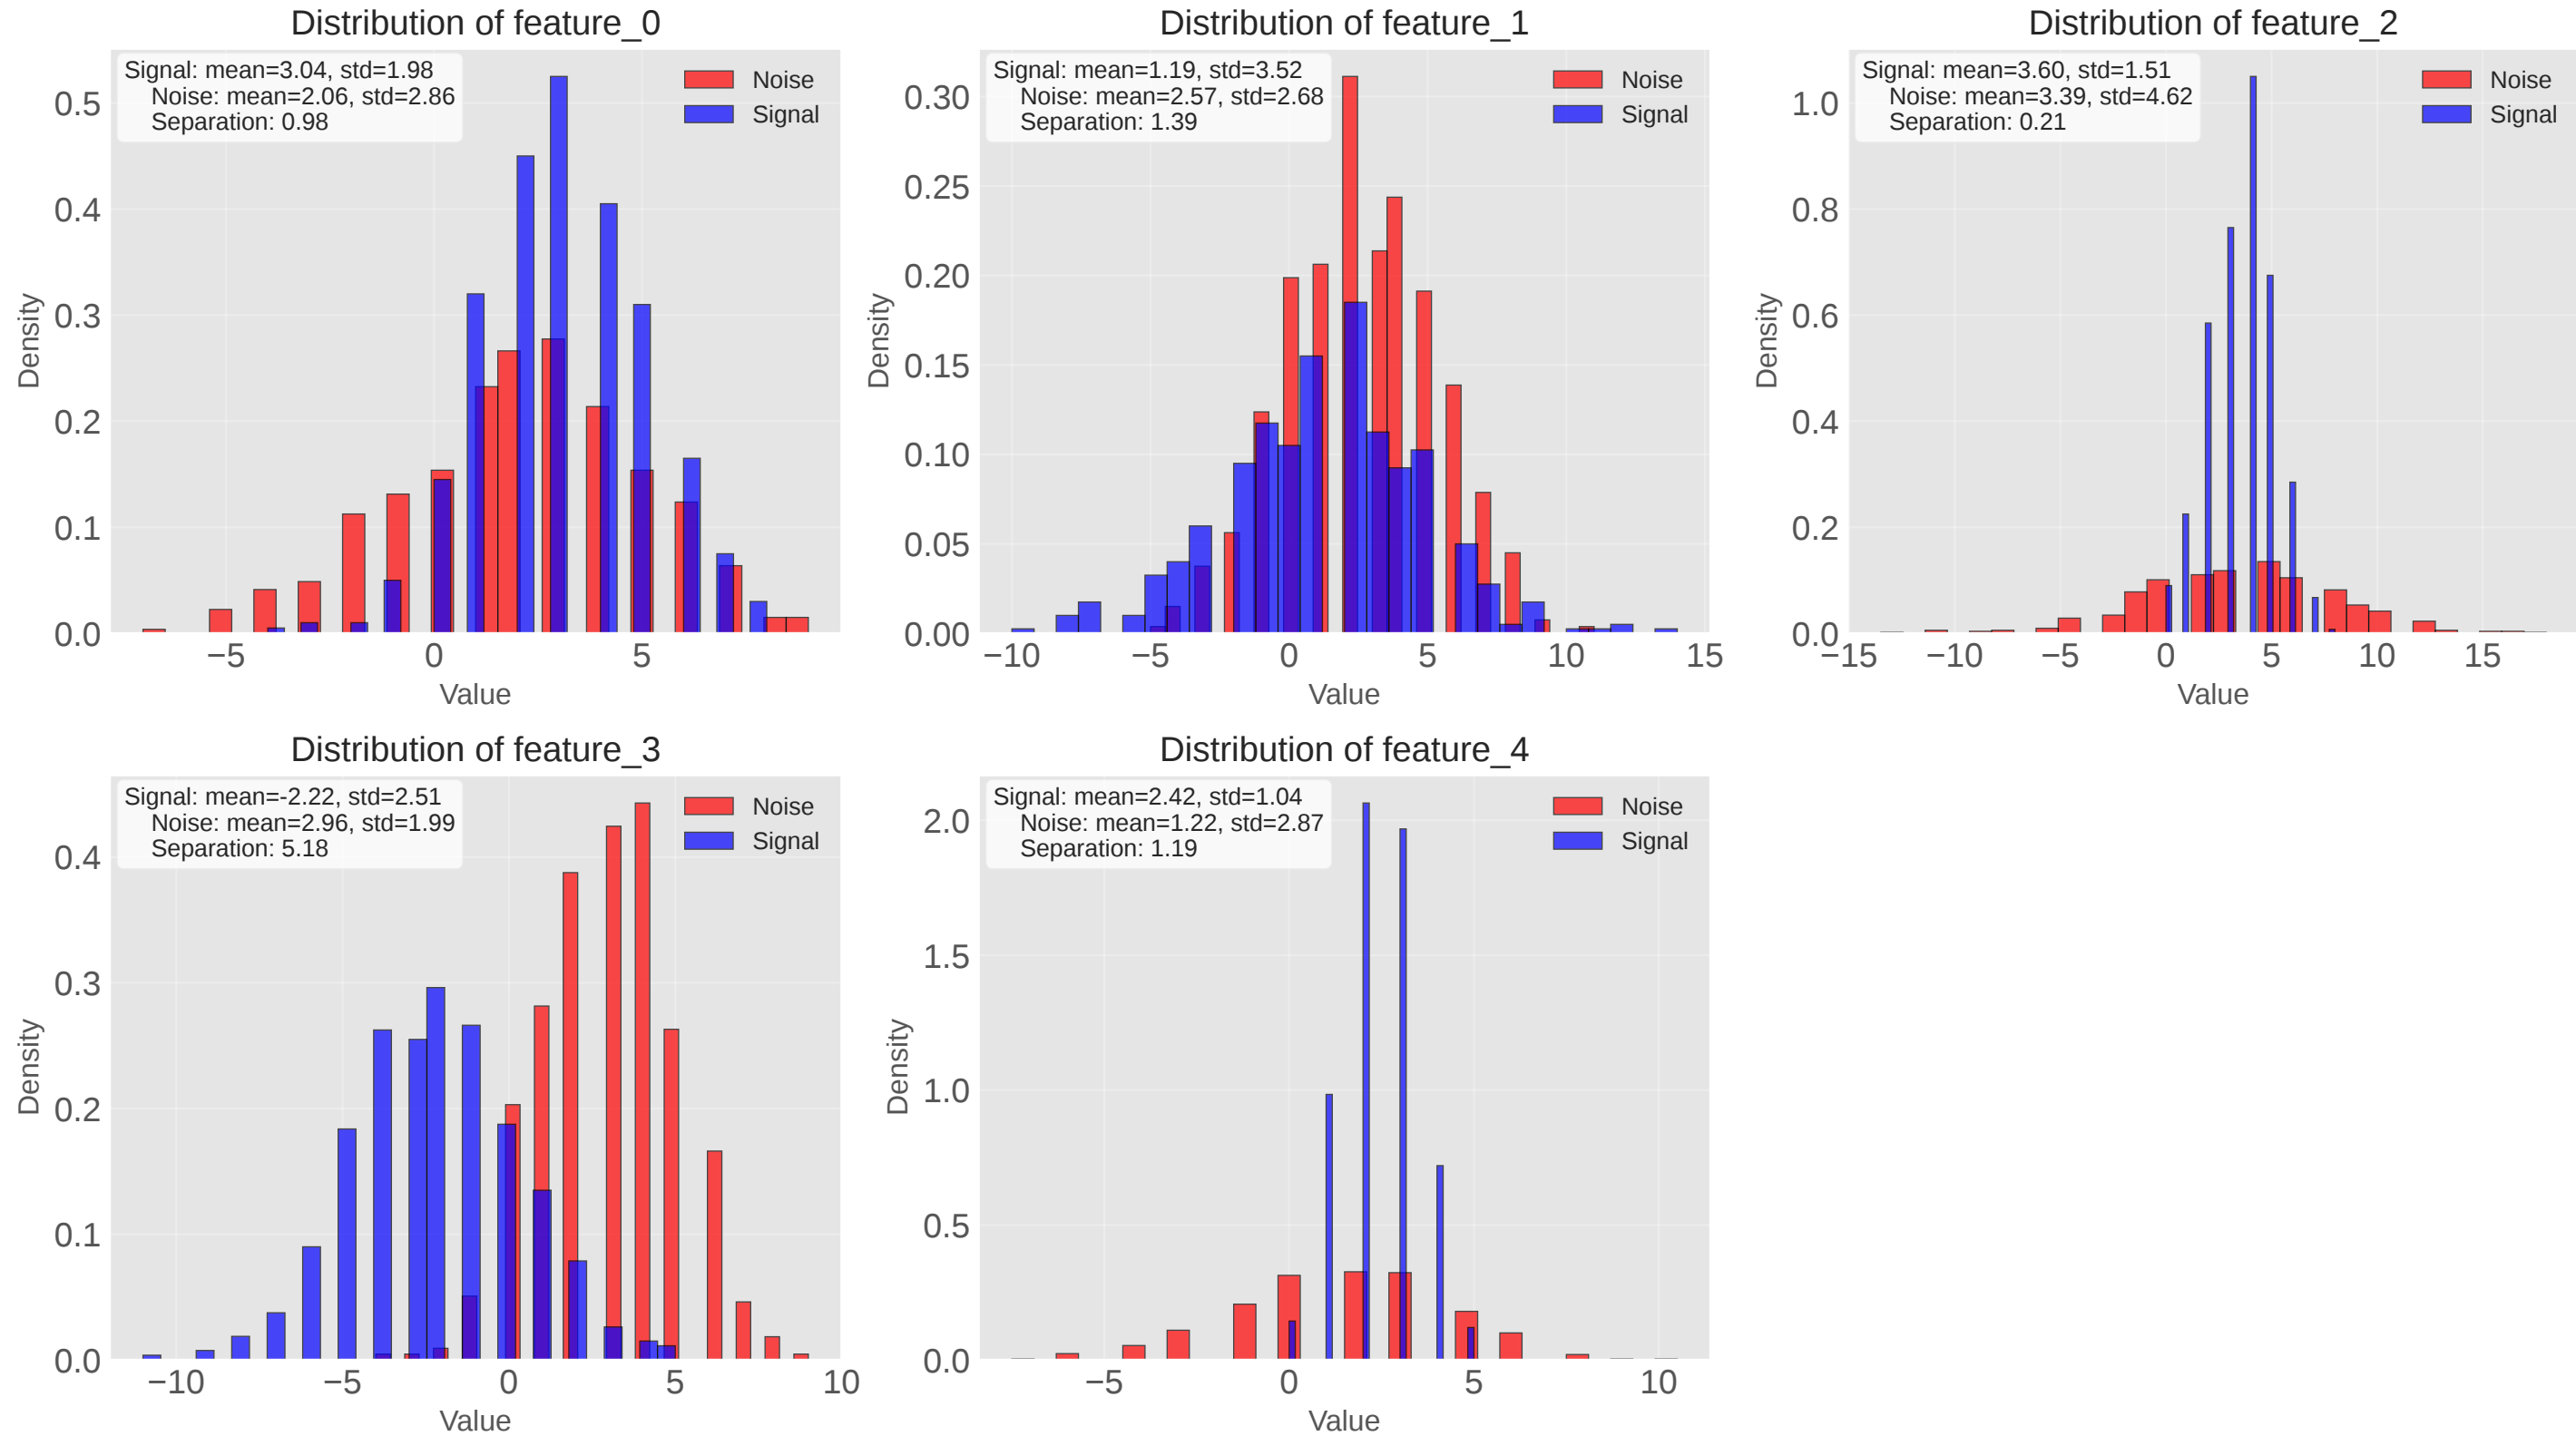 Distribution of feature_0
Signal: mean=3.04, std=1.98
Noise: mean=2.06, std=2.86
Separation: 0.98
Noise
Signal
0.5
0.4
0.3
0.2
0.1
0.0
Density
−5
0
5
Value
Distribution of feature_1
Signal: mean=1.19, std=3.52
Noise: mean=2.57, std=2.68
Separation: 1.39
Noise
Signal
0.30
0.25
0.20
0.15
0.10
0.05
0.00
Density
−10
−5
0
5
10
15
Value
Distribution of feature_2
Signal: mean=3.60, std=1.51
Noise: mean=3.39, std=4.62
Separation: 0.21
Noise
Signal
1.0
0.8
0.6
0.4
0.2
0.0
Density
−15
−10
−5
0
5
10
15
Value
Distribution of feature_3
Signal: mean=-2.22, std=2.51
Noise: mean=2.96, std=1.99
Separation: 5.18
Noise
Signal
0.4
0.3
0.2
0.1
0.0
Density
−10
−5
0
5
10
Value
Distribution of feature_4
Signal: mean=2.42, std=1.04
Noise: mean=1.22, std=2.87
Separation: 1.19
Noise
Signal
2.0
1.5
1.0
0.5
0.0
Density
−5
0
5
10
Value